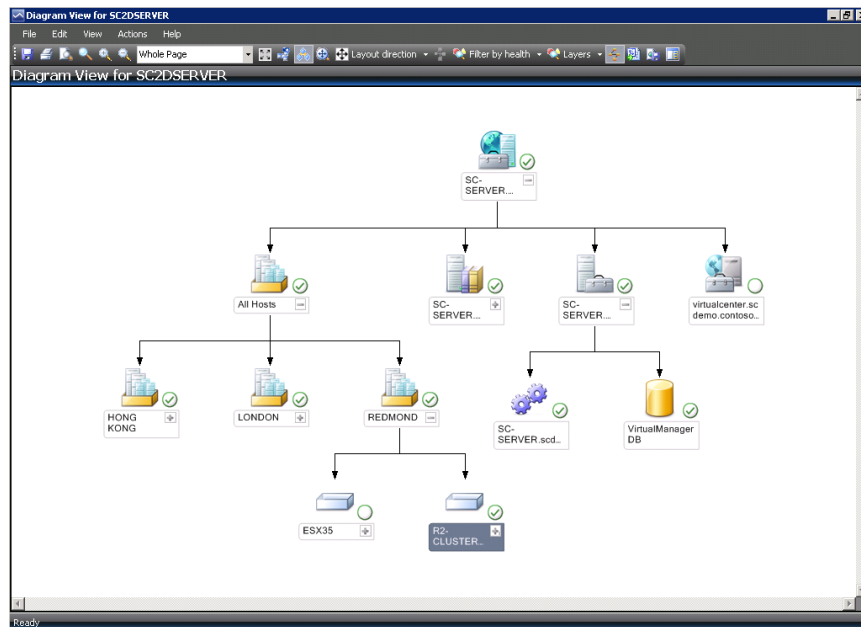 Diagram View for SC2DSERVER
File Edit View Actions Help
Whole Page Layout direction Filter by health Layers
Diagram View for SC2DSERVER
SC-
SERVER...
All Hosts
SC-
SERVER...
SC-
SERVER...
virtualcenter.sc
demo.contoso...
HONG
KONG
LONDON
REDMOND
SC-
SERVER.scd...
VirtualManager
DB
ESX35
R2-
CLUSTER...
Ready